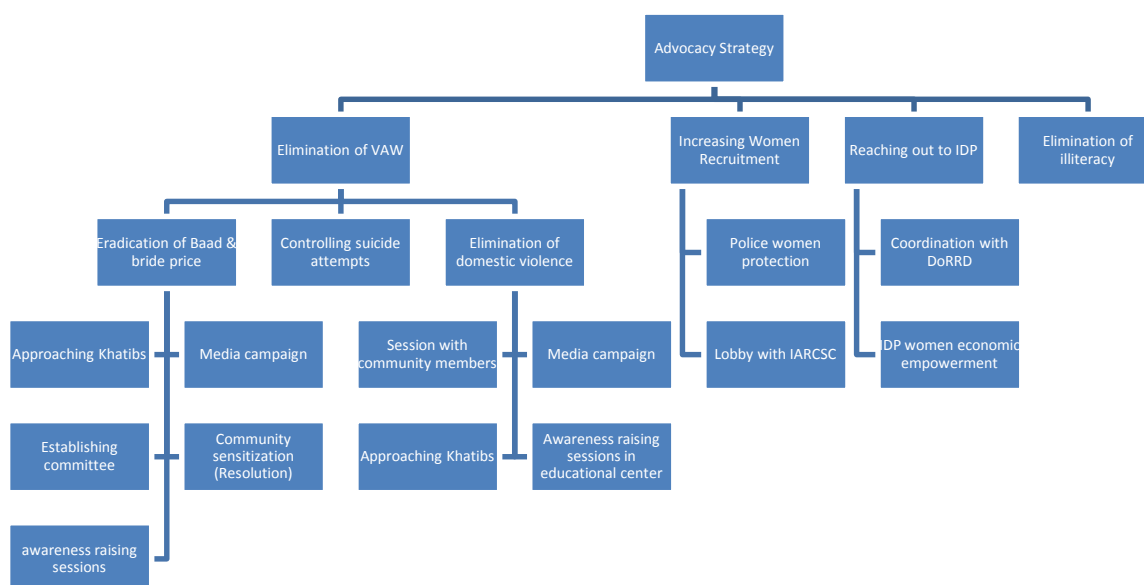 Advocacy Strategy
Elimination of VAW
Increasing Women
Recruitment
Reaching out to IDP
Elimination of
illiteracy
Eradication of Baad &
bride price
Controlling suicide
attempts
Elimination of
domestic violence
Police women
protection
Coordination with
DoRRD
Approaching Khatibs
Media campaign
Session with
community members
Media campaign
Lobby with IARCSC
IDP women economic
empowerment
Establishing
committee
Community
sensitization
(Resolution)
Approaching Khatibs
Awareness raising
sessions in
educational center
awareness raising
sessions